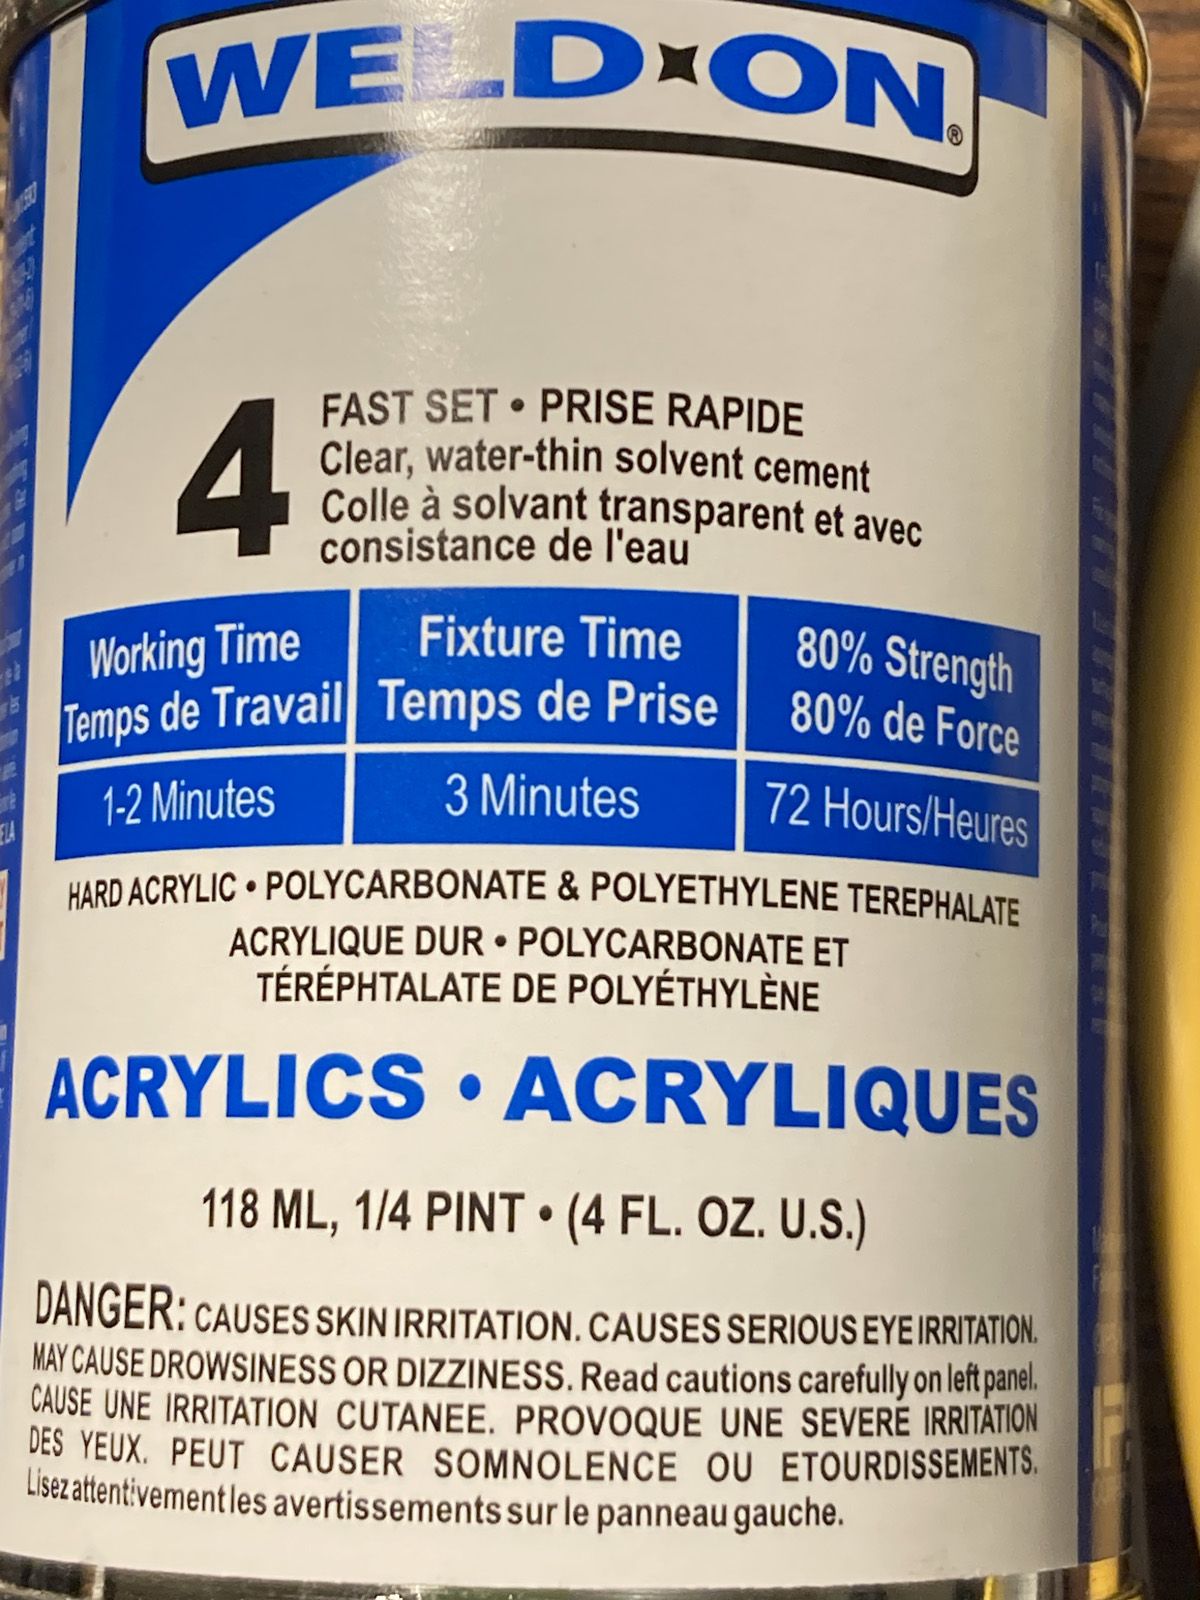 WELD-ON®
4
FAST SET • PRISE RAPIDE
Clear, water-thin solvent cement
Colle à solvant transparent et avec
consistance de l'eau
Working Time
Temps de Travail
Fixture Time
Temps de Prise
80% Strength
80% de Force
1-2 Minutes
3 Minutes
72 Hours/Heures
HARD ACRYLIC • POLYCARBONATE & POLYETHYLENE TEREPHALATE
ACRYLIQUE DUR • POLYCARBONATE ET
TÉRÉPHTALATE DE POLYÉTHYLÈNE
ACRYLICS • ACRYLIQUES
118 ML, 1/4 PINT • (4 FL. OZ. U.S.)
DANGER: CAUSES SKIN IRRITATION. CAUSES SERIOUS EYE IRRITATION.
MAY CAUSE DROWSINESS OR DIZZINESS. Read cautions carefully on left panel.
CAUSE UNE IRRITATION CUTANEE. PROVOQUE UNE SEVERE IRRITATION
DES YEUX. PEUT CAUSER SOMNOLENCE OU ETOURDISSEMENTS.
Lisez attentivement les avertissements sur le panneau gauche.